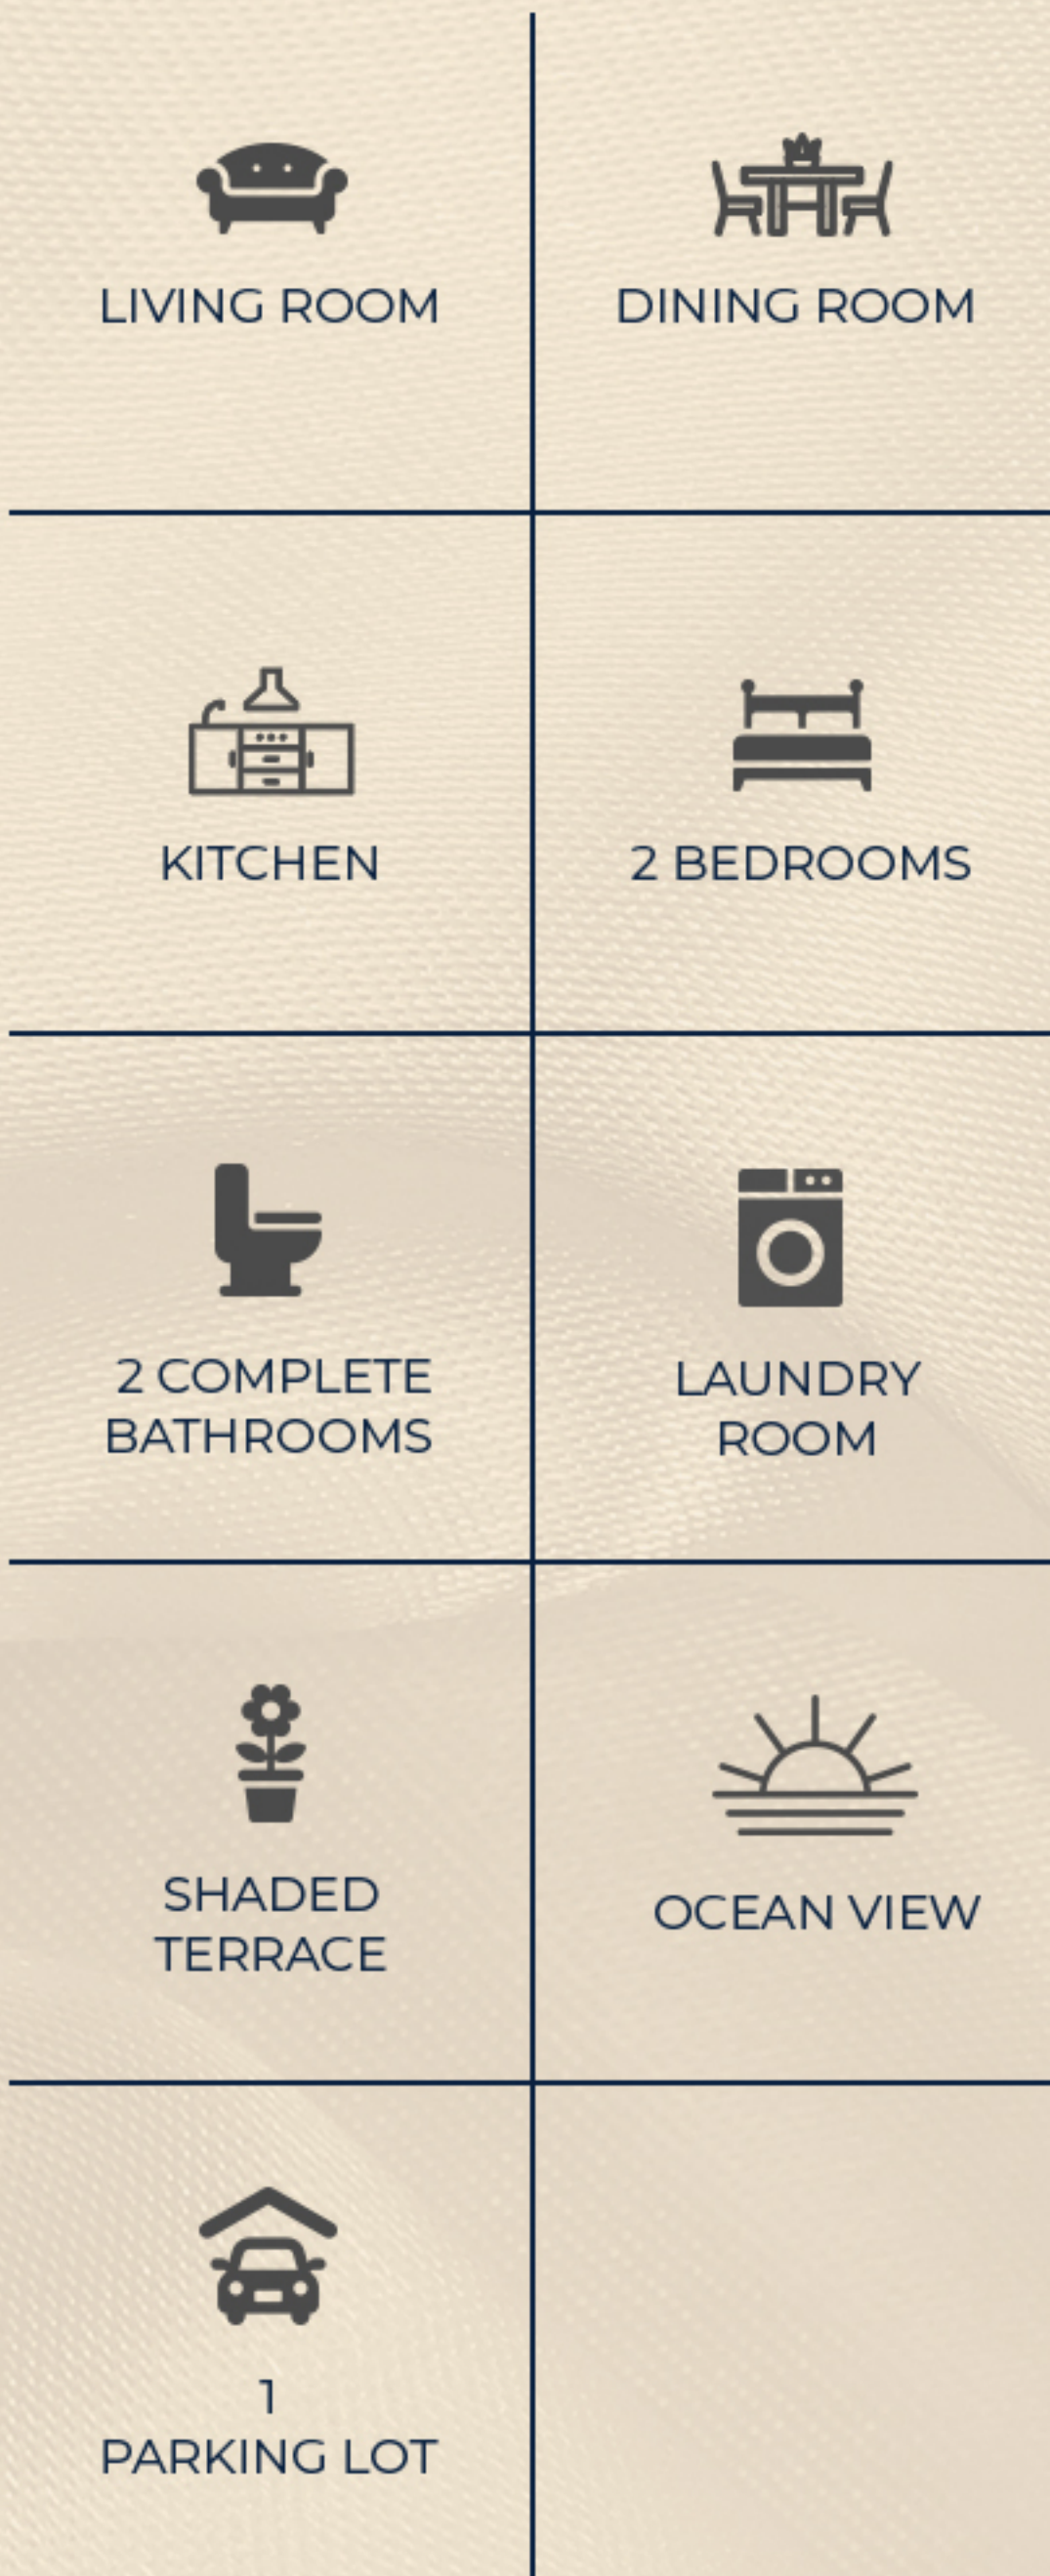 LIVING ROOM
DINING ROOM
KITCHEN
2 BEDROOMS
2 COMPLETE
BATHROOMS
LAUNDRY
ROOM
SHADED
TERRACE
OCEAN VIEW
1
PARKING LOT